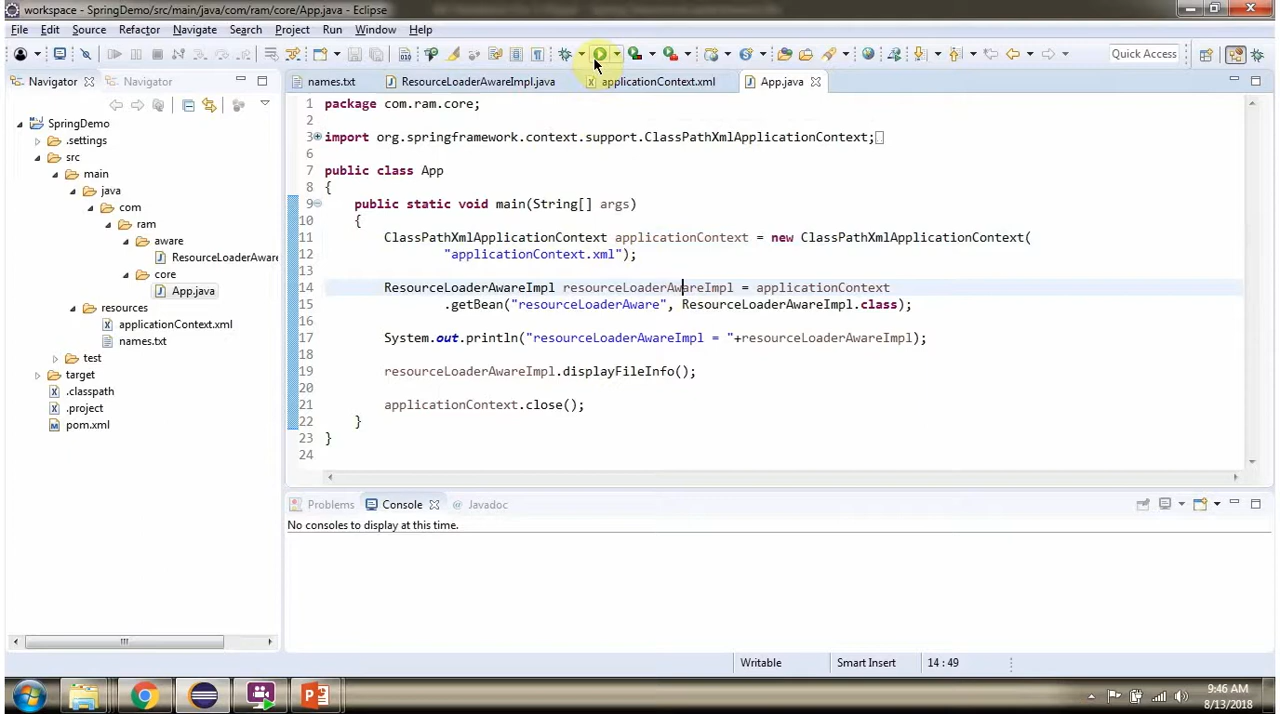 workspace - SpringDemo/src/main/java/com/ram/core/App.java - Eclipse
File Edit Source Refactor Navigate Search Project Run Window Help
Quick Access
Navigator Navigator
names.txt ResourceLoaderAwareImpl.java applicationContext.xml App.java
SpringDemo
.settings
src
main
java
com
ram
aware
ResourceLoaderAware
core
App.java
resources
applicationContext.xml
names.txt
test
target
.classpath
.project
pom.xml
1 package com.ram.core;
2
3 import org.springframework.context.support.ClassPathXmlApplicationContext;
6
7 public class App
8 {
9 public static void main(String[] args)
10 {
11 ClassPathXmlApplicationContext applicationContext = new ClassPathXmlApplicationContext(
12 "applicationContext.xml");
13
14 ResourceLoaderAwareImpl resourceLoaderAwareImpl = applicationContext
15 .getBean("resourceLoaderAware", ResourceLoaderAwareImpl.class);
16
17 System.out.println("resourceLoaderAwareImpl = "+resourceLoaderAwareImpl);
18
19 resourceLoaderAwareImpl.displayFileInfo();
20
21 applicationContext.close();
22 }
23 }
24
Problems Console Javadoc
No consoles to display at this time.
Writable Smart Insert 14 : 49
9:46 AM
8/13/2018